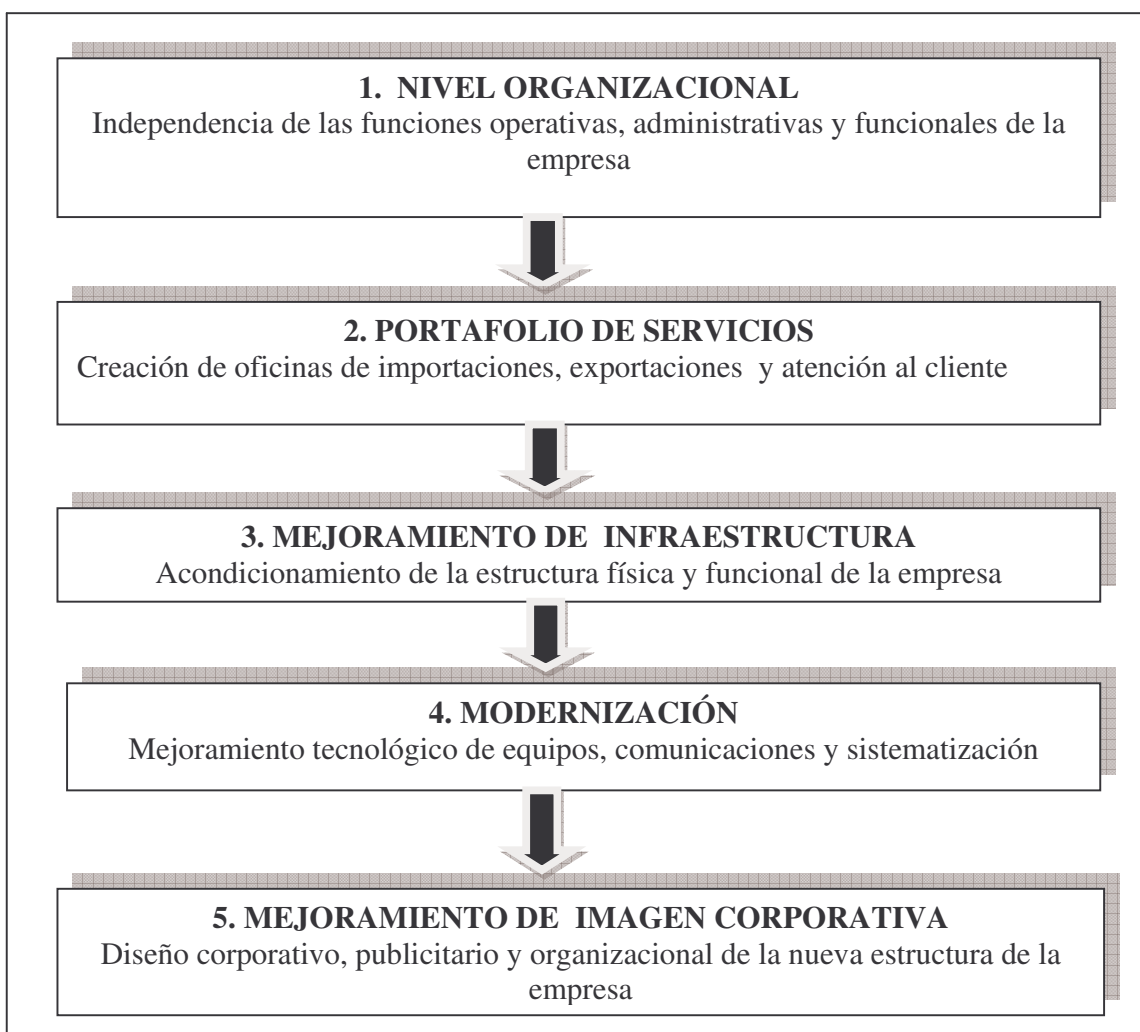 1. NIVEL ORGANIZACIONAL
Independencia de las funciones operativas, administrativas y funcionales de la
empresa
2. PORTAFOLIO DE SERVICIOS
Creación de oficinas de importaciones, exportaciones y atención al cliente
3. MEJORAMIENTO DE INFRAESTRUCTURA
Acondicionamiento de la estructura física y funcional de la empresa
4. MODERNIZACIÓN
Mejoramiento tecnológico de equipos, comunicaciones y sistematización
5. MEJORAMIENTO DE IMAGEN CORPORATIVA
Diseño corporativo, publicitario y organizacional de la nueva estructura de la
empresa